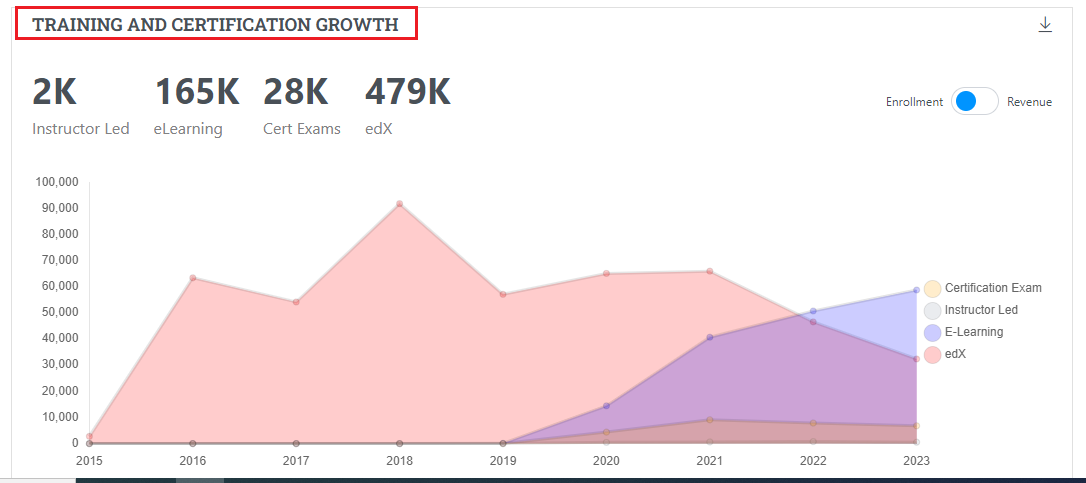 TRAINING AND CERTIFICATION GROWTH
2K 165K 28K 479K
Instructor Led eLearning Cert Exams edX
Enrollment Revenue
100,000
90,000
80,000
70,000
60,000
50,000
40,000
30,000
20,000
10,000
0
2015 2016 2017 2018 2019 2020 2021 2022 2023
Certification Exam
Instructor Led
E-Learning
edX